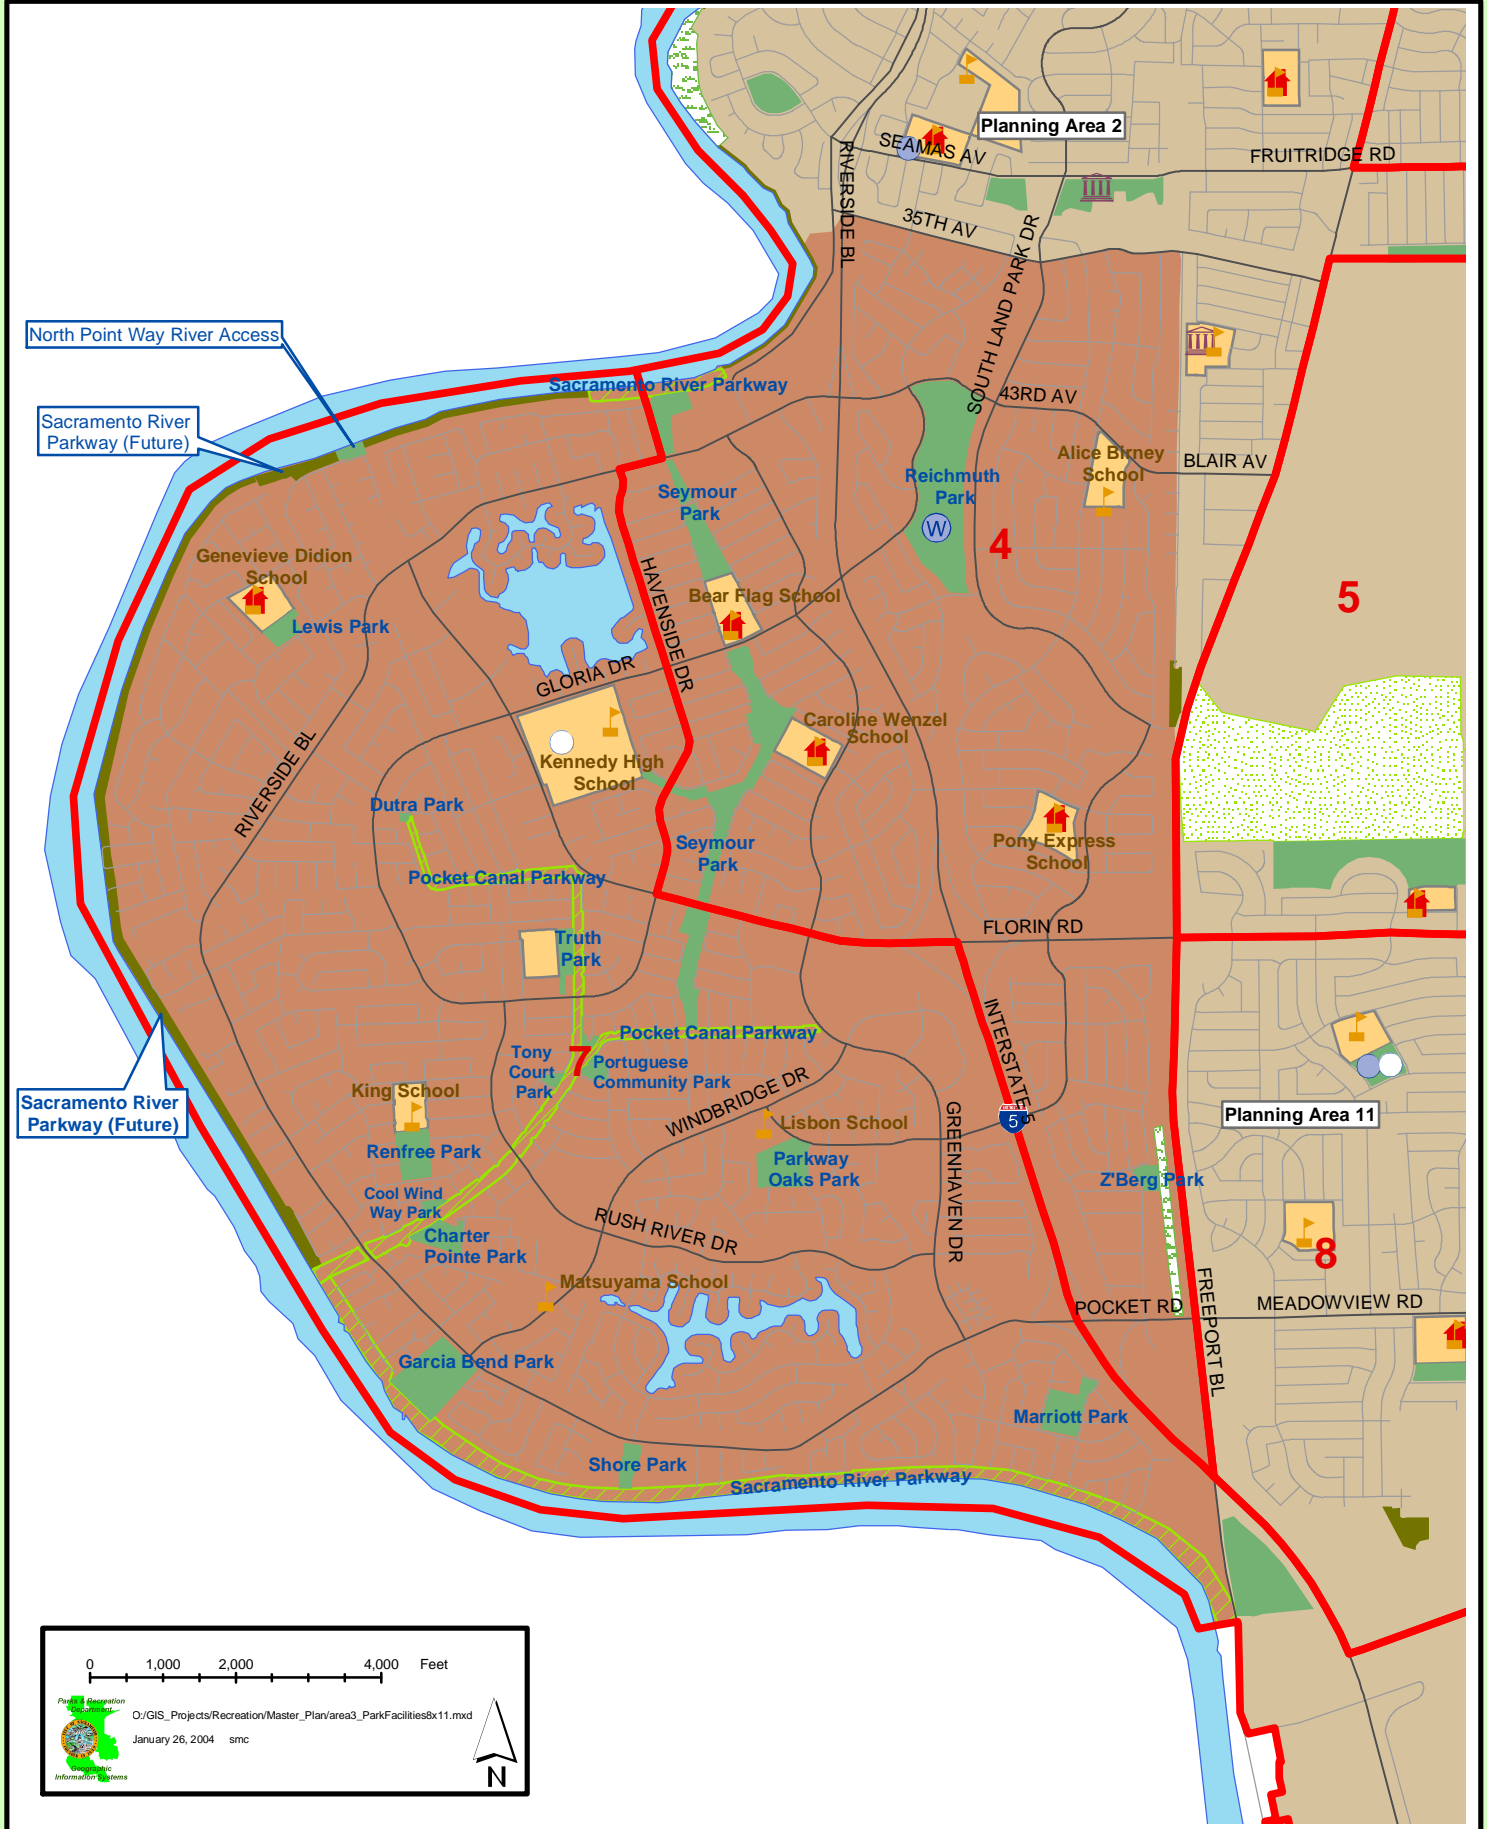 Planning Area 2
SEAMAS AV
FRUITRIDGE RD
RIVERSIDE BL
35TH AV
SOUTH LAND PARK DR
North Point Way River Access
Sacramento River Parkway
43RD AV
Sacramento River
Parkway (Future)
Alice Birney
School
BLAIR AV
Reichmuth
Park
W
Seymour
Park
4
5
Genevieve Didion
School
HAVENSIDE DR
Bear Flag School
Lewis Park
GLORIA DR
Caroline Wenzel
School
Kennedy High
School
RIVERSIDE BL
Dutra Park
Seymour
Park
Pony Express
School
Pocket Canal Parkway
FLORIN RD
Truth
Park
INTERSTATE 5
Pocket Canal Parkway
Tony
Court
Park
7
Portuguese
Community Park
King School
WINDBRIDGE DR
Sacramento River
Parkway (Future)
Lisbon School
GREENHAVEN DR
5
Planning Area 11
Renfree Park
Parkway
Oaks Park
Z'Berg Park
Cool Wind
Way Park
Charter
Pointe Park
RUSH RIVER DR
8
Matsuyama School
FREEPORT BL
POCKET RD
MEADOWVIEW RD
Garcia Bend Park
Marriott Park
Shore Park
Sacramento River Parkway
0 1,000 2,000 4,000 Feet
Parks & Recreation
Department
O:/GIS_Projects/Recreation/Master_Plan/area3_ParkFacilities8x11.mxd
January 26, 2004 smc
Geographic
Information Systems
N